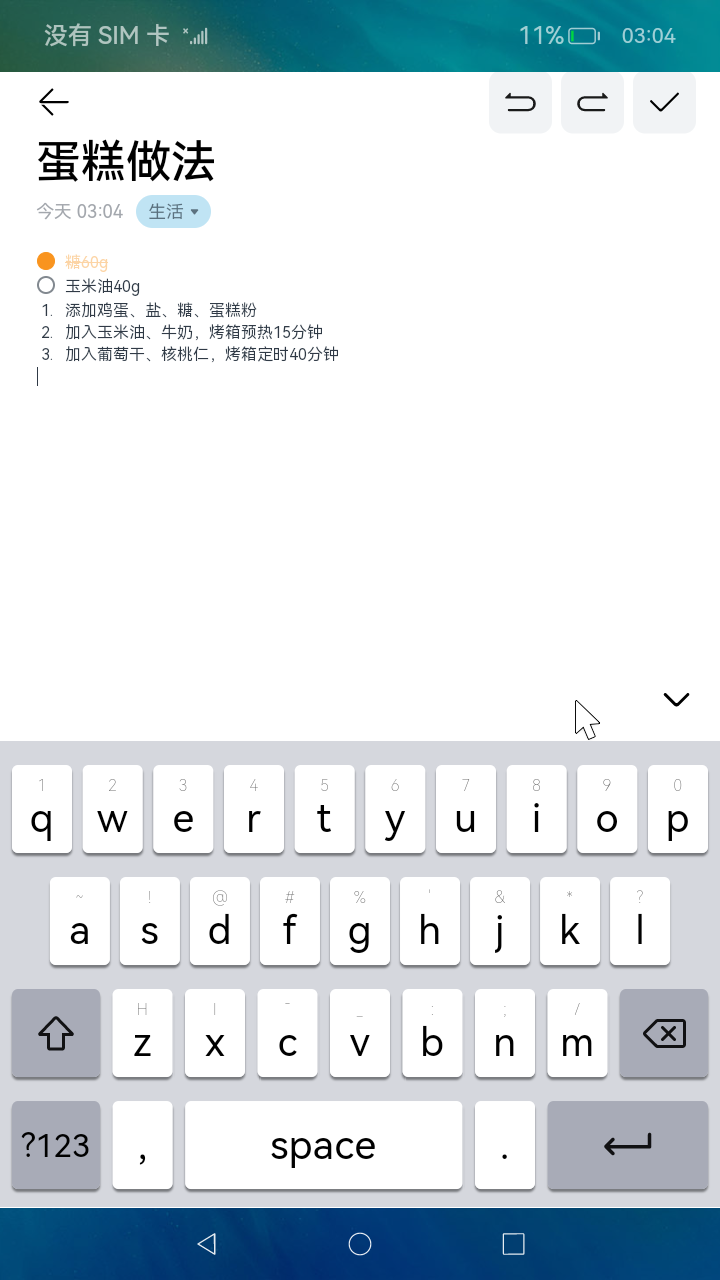 没有 SIM 卡 11% 03:04
蛋糕做法
今天 03:04 生活
糖60g
玉米油40g
1. 添加鸡蛋、盐、糖、蛋糕粉
2. 加入玉米油、牛奶，烤箱预热15分钟
3. 加入葡萄干、核桃仁，烤箱定时40分钟
1 2 3 4 5 6 7 8 9 0
q w e r t y u i o p
~ ! @ # % ' & * ?
a s d f g h j k l
H I ‾ _ : ; /
z x c v b n m
?123 , space .